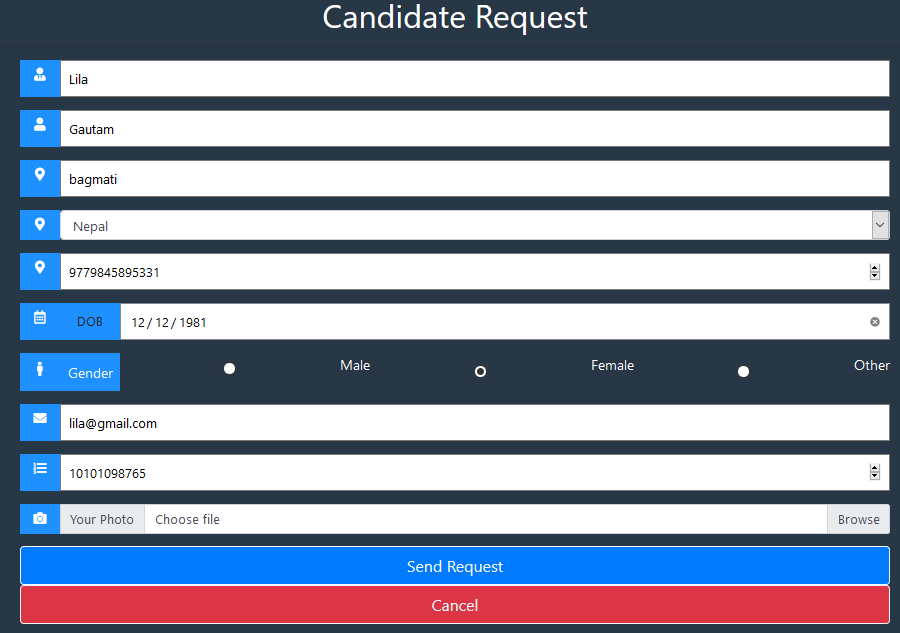 Candidate Request
Lila
Gautam
bagmati
Nepal
9779845895331
DOB 12 / 12 / 1981
Gender Male Female Other
lila@gmail.com
10101098765
Your Photo Choose file Browse
Send Request
Cancel